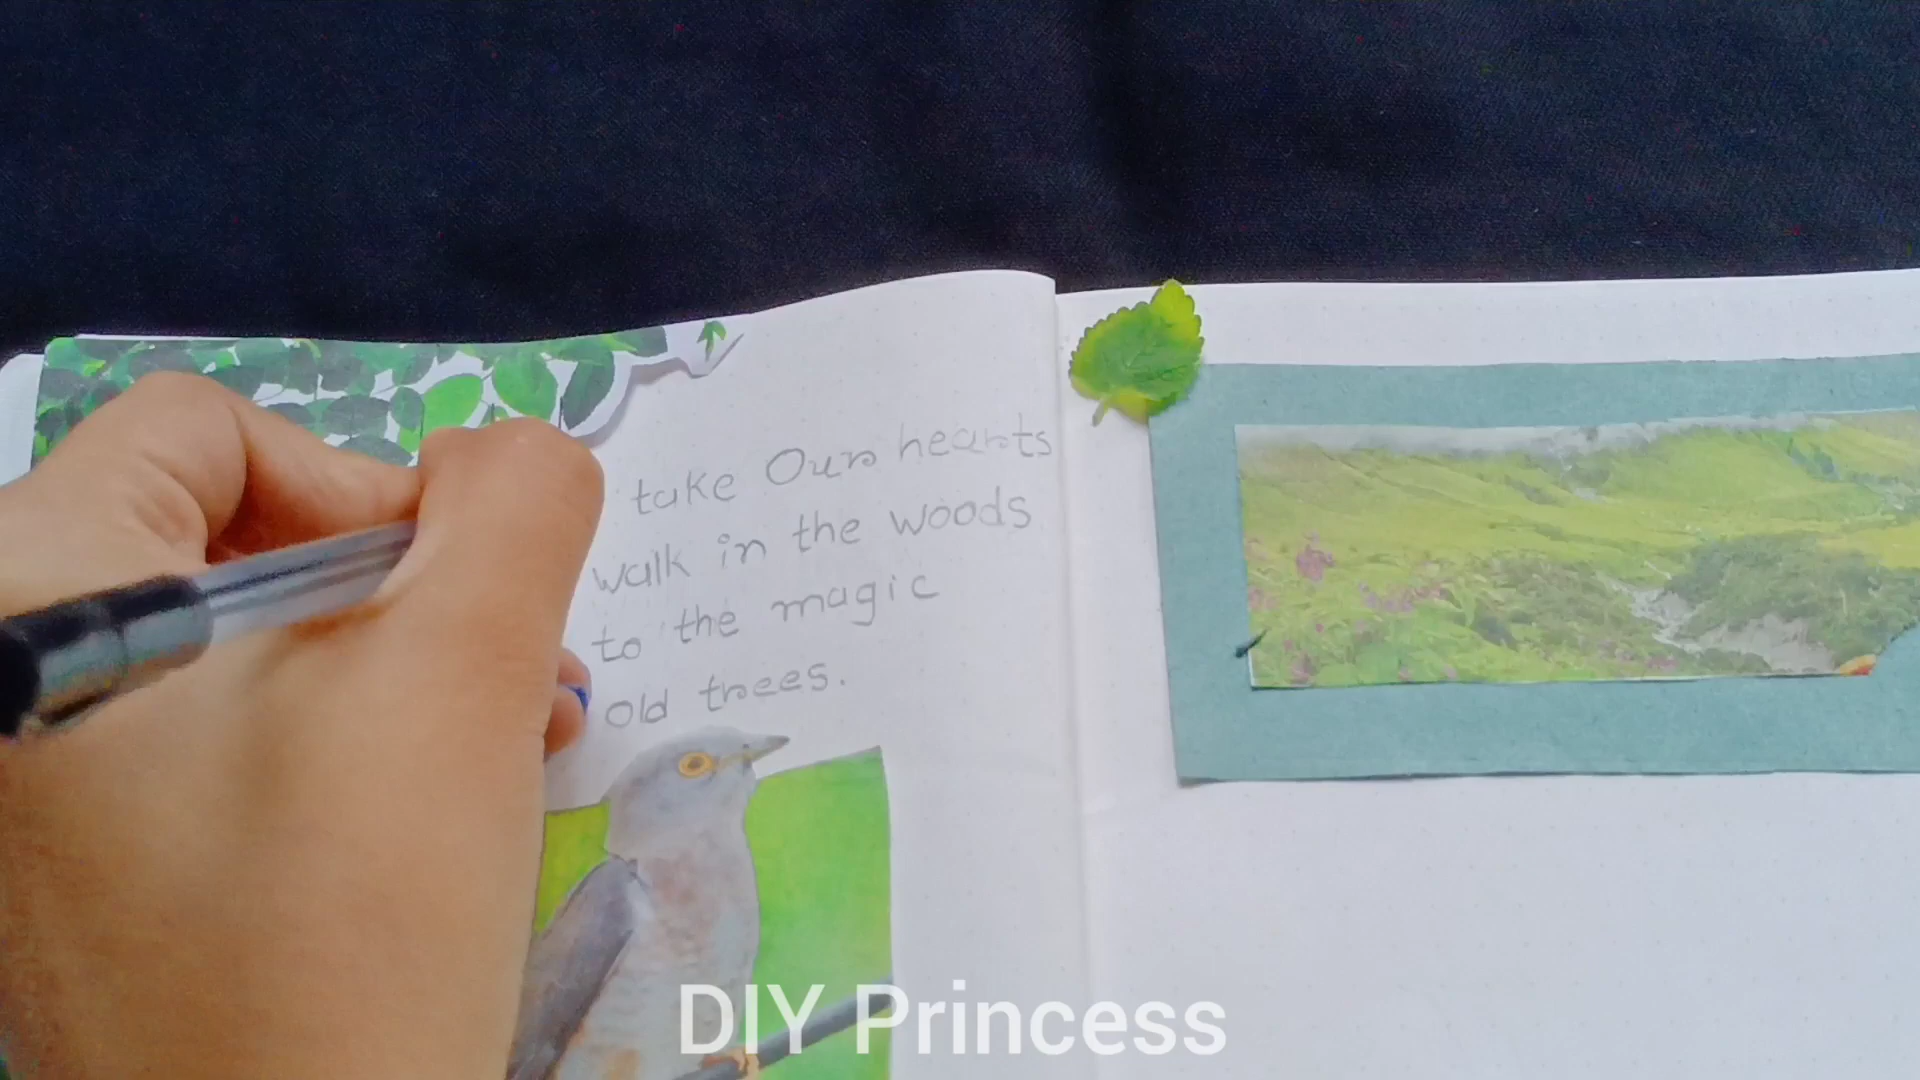 take Our hearts
walk in the woods
to the magic
old trees.
DIY Princess